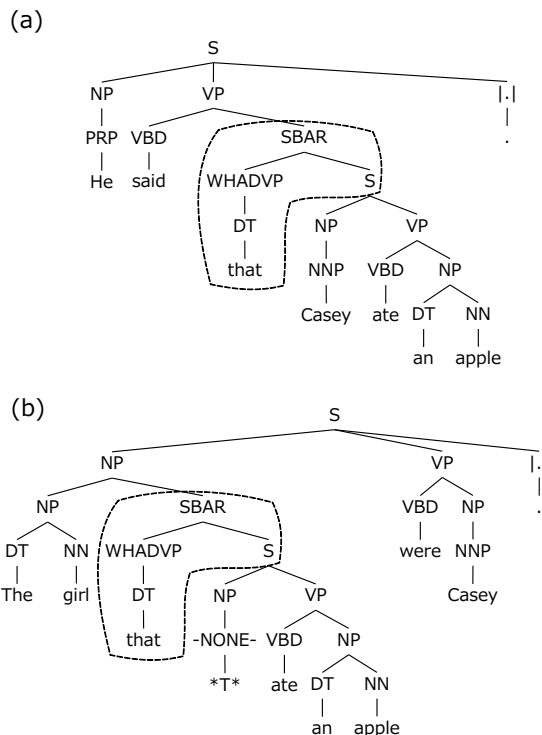 (a)
S
NP VP |.|
PRP VBD SBAR .
He said WHADVP S
DT NP VP
that NNP VBD NP
Casey ate DT NN
an apple
(b)
S
NP VP |.|
NP SBAR VBD NP .
DT NN WHADVP S were NNP
The girl DT NP VP Casey
that -NONE- VBD NP
*T* ate DT NN
an apple